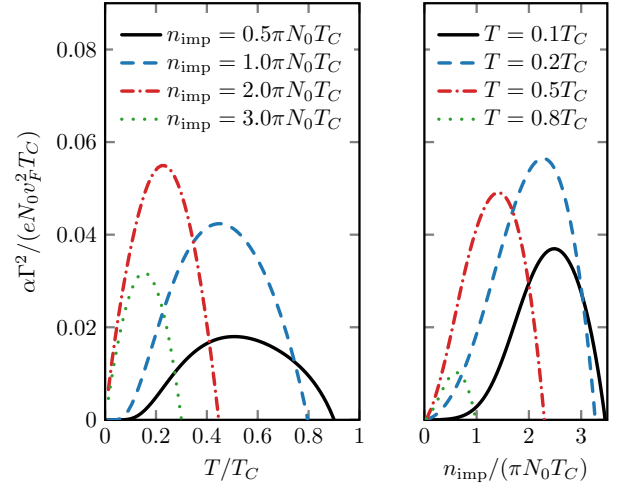 αΓ²/(eN₀v_F²T_C)
0.08
0.06
0.04
0.02
0
n_imp = 0.5πN₀T_C
n_imp = 1.0πN₀T_C
n_imp = 2.0πN₀T_C
n_imp = 3.0πN₀T_C
0 0.2 0.4 0.6 0.8 1
T/T_C
T = 0.1T_C
T = 0.2T_C
T = 0.5T_C
T = 0.8T_C
0 1 2 3
n_imp/(πN₀T_C)